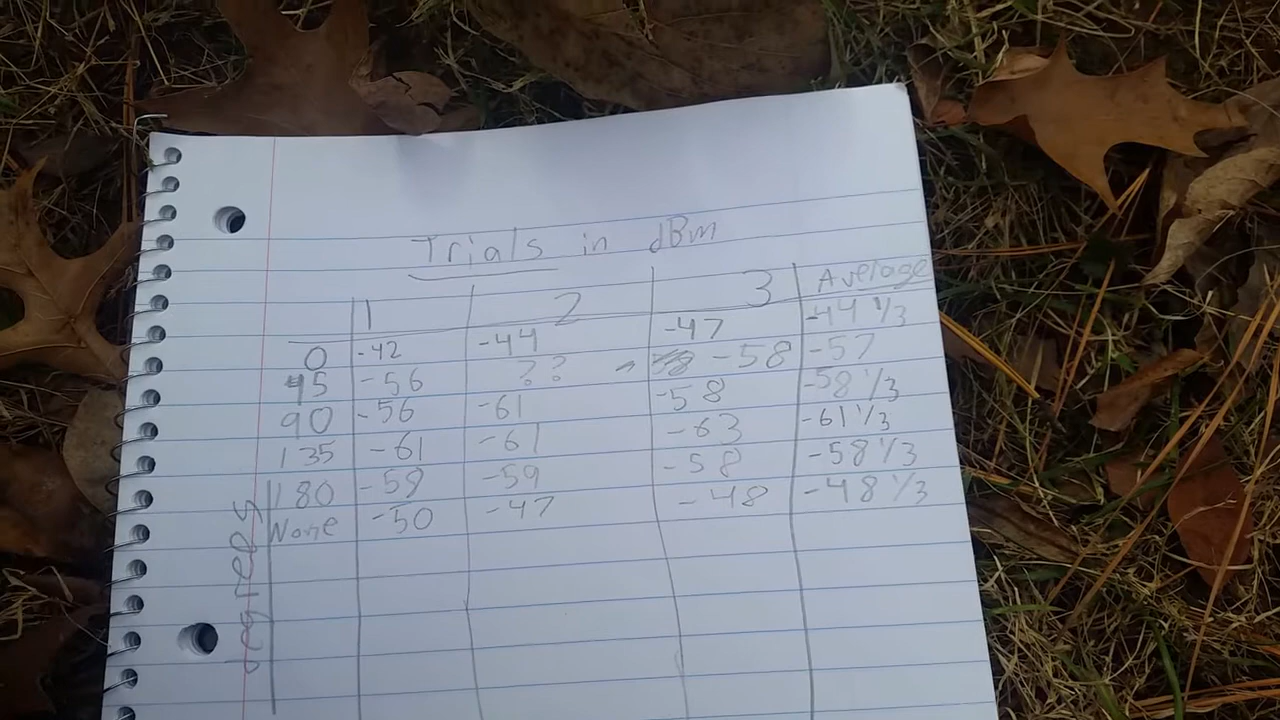 Trials in dBm
1 2 3 Average
0 -42 -44 -47 -44 1/3
45 -56 ?? -58 -57
90 -56 -61 -58 -58 1/3
135 -61 -61 -63 -61 1/3
180 -59 -59 -58 -58 1/3
None -50 -47 -48 -48 1/3
Degrees